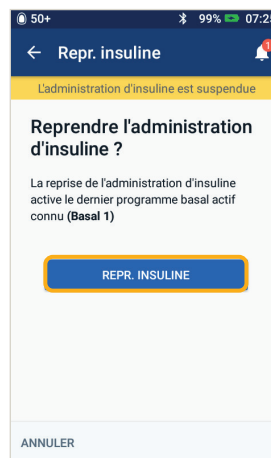 50+ 99% 07:25
Repr. insuline 1
L'administration d'insuline est suspendue
Reprendre l'administration
d'insuline ?
La reprise de l'administration d'insuline
active le dernier programme basal actif
connu (Basal 1)
REPR. INSULINE
ANNULER